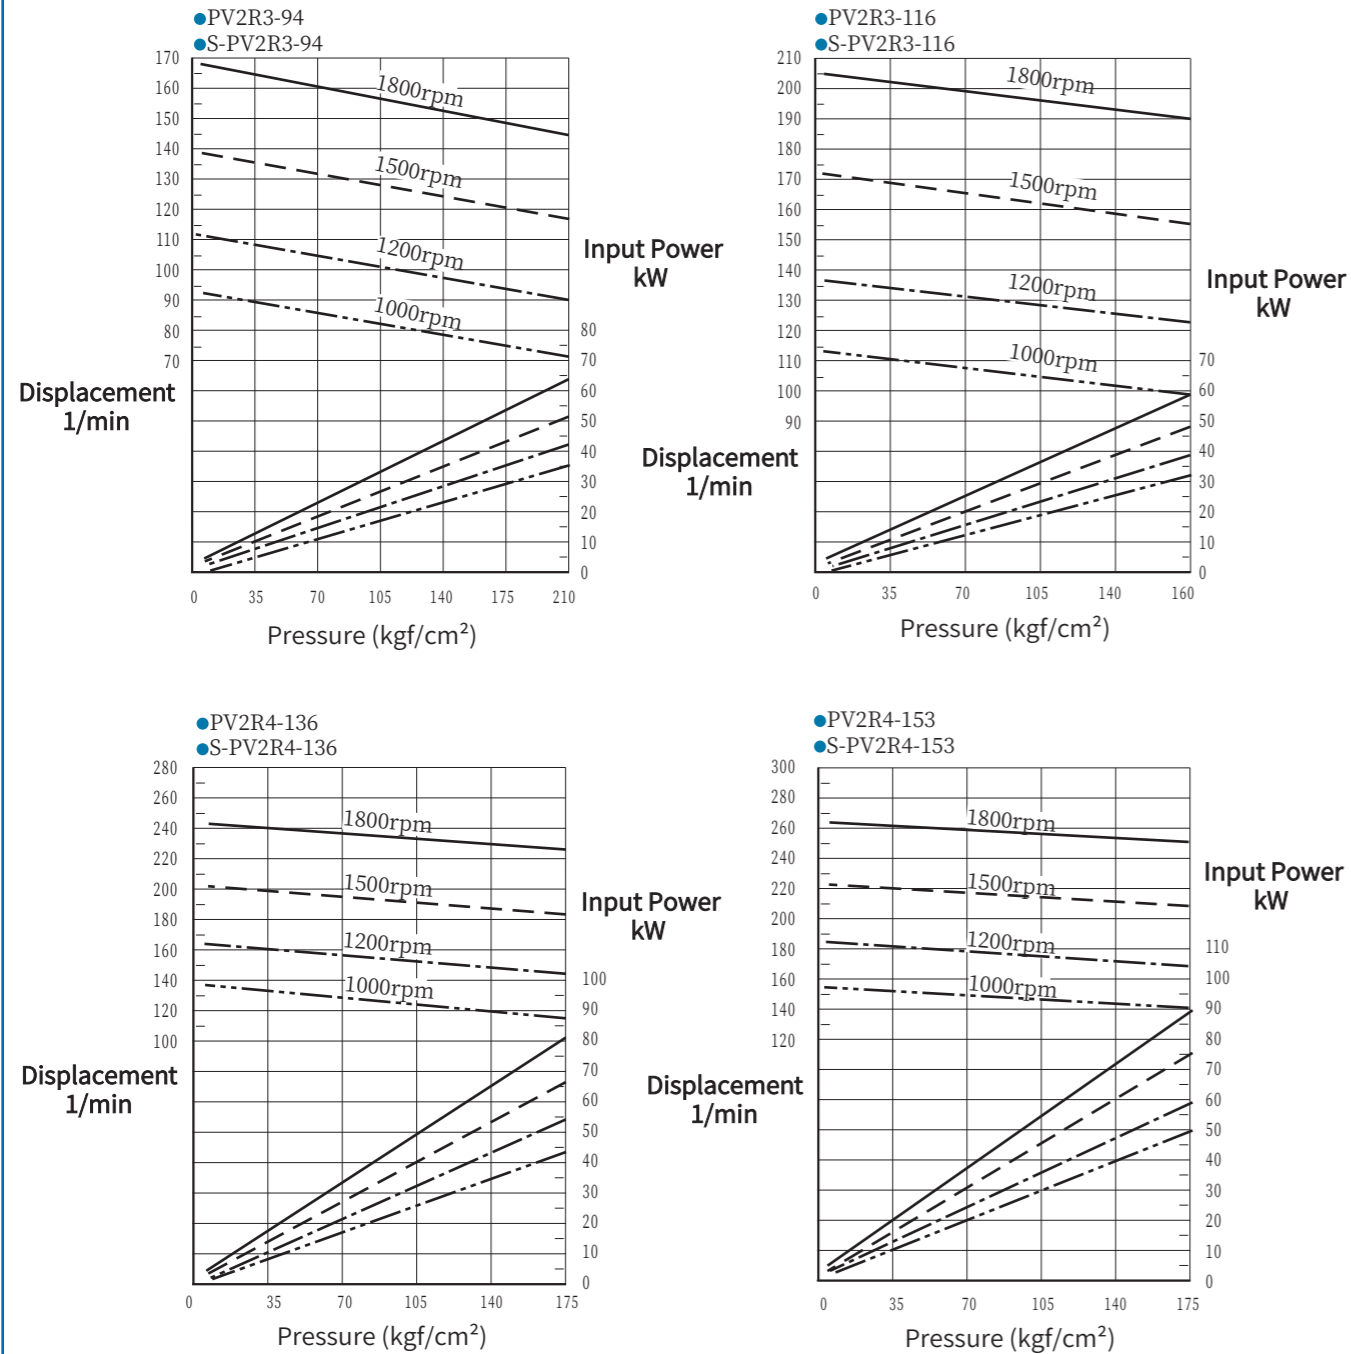 ●PV2R3-94
●S-PV2R3-94
170
160
150
140
130
120
110
100
90
80
70
1800rpm
1500rpm
1200rpm
1000rpm
Input Power
kW
80
70
60
50
40
30
20
10
0
Displacement
1/min
0 35 70 105 140 175 210
Pressure (kgf/cm²)
●PV2R3-116
●S-PV2R3-116
210
200
190
180
170
160
150
140
130
120
110
100
90
1800rpm
1500rpm
1200rpm
1000rpm
Input Power
kW
70
60
50
40
30
20
10
0
Displacement
1/min
0 35 70 105 140 160
Pressure (kgf/cm²)
●PV2R4-136
●S-PV2R4-136
280
260
240
220
200
180
160
140
120
100
1800rpm
1500rpm
1200rpm
1000rpm
Input Power
kW
100
90
80
70
60
50
40
30
20
10
0
Displacement
1/min
0 35 70 105 140 175
Pressure (kgf/cm²)
●PV2R4-153
●S-PV2R4-153
300
280
260
240
220
200
180
160
140
120
1800rpm
1500rpm
1200rpm
1000rpm
Input Power
kW
110
100
90
80
70
60
50
40
30
20
10
0
Displacement
1/min
0 35 70 105 140 175
Pressure (kgf/cm²)